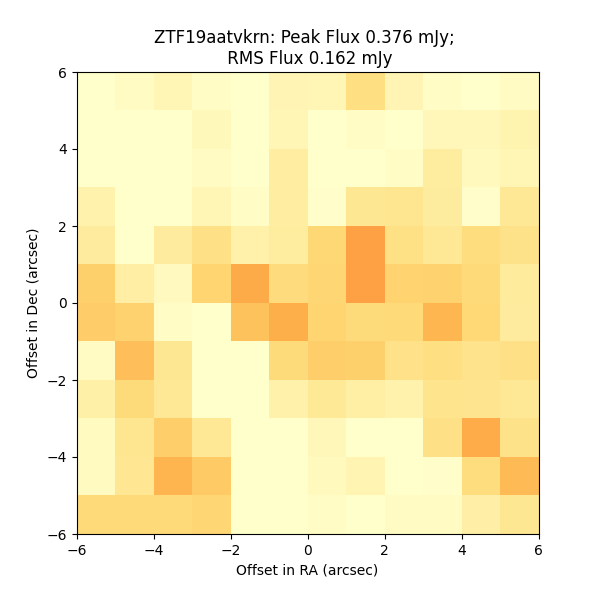 ZTF19aatvkrn: Peak Flux 0.376 mJy;
RMS Flux 0.162 mJy
6
4
2
0
−2
−4
−6
Offset in Dec (arcsec)
−6 −4 −2 0 2 4 6
Offset in RA (arcsec)